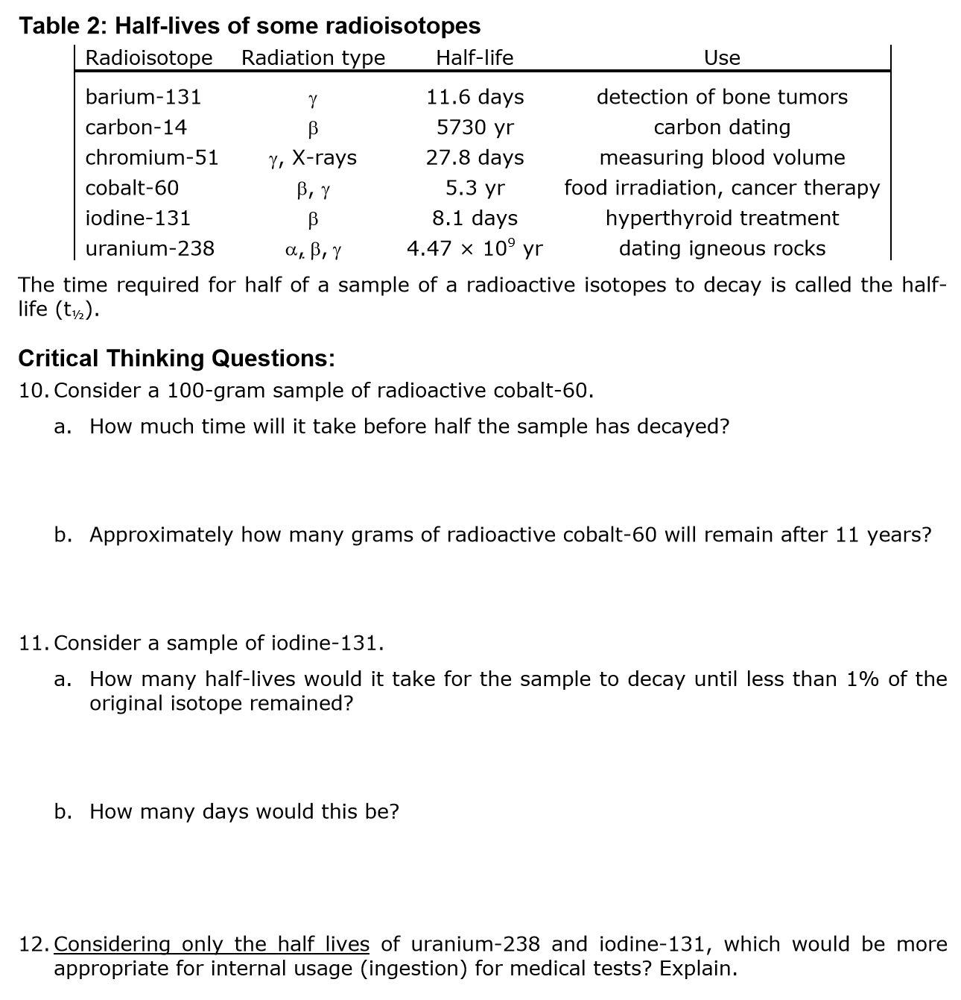 Table 2: Half-lives of some radioisotopes
Radioisotope Radiation type Half-life Use
barium-131 γ 11.6 days detection of bone tumors
carbon-14 β 5730 yr carbon dating
chromium-51 γ, X-rays 27.8 days measuring blood volume
cobalt-60 β, γ 5.3 yr food irradiation, cancer therapy
iodine-131 β 8.1 days hyperthyroid treatment
uranium-238 α, β, γ 4.47 × 10⁹ yr dating igneous rocks
The time required for half of a sample of a radioactive isotopes to decay is called the half-
life (t½).
Critical Thinking Questions:
10. Consider a 100-gram sample of radioactive cobalt-60.
a. How much time will it take before half the sample has decayed?
b. Approximately how many grams of radioactive cobalt-60 will remain after 11 years?
11. Consider a sample of iodine-131.
a. How many half-lives would it take for the sample to decay until less than 1% of the
original isotope remained?
b. How many days would this be?
12. Considering only the half lives of uranium-238 and iodine-131, which would be more
appropriate for internal usage (ingestion) for medical tests? Explain.